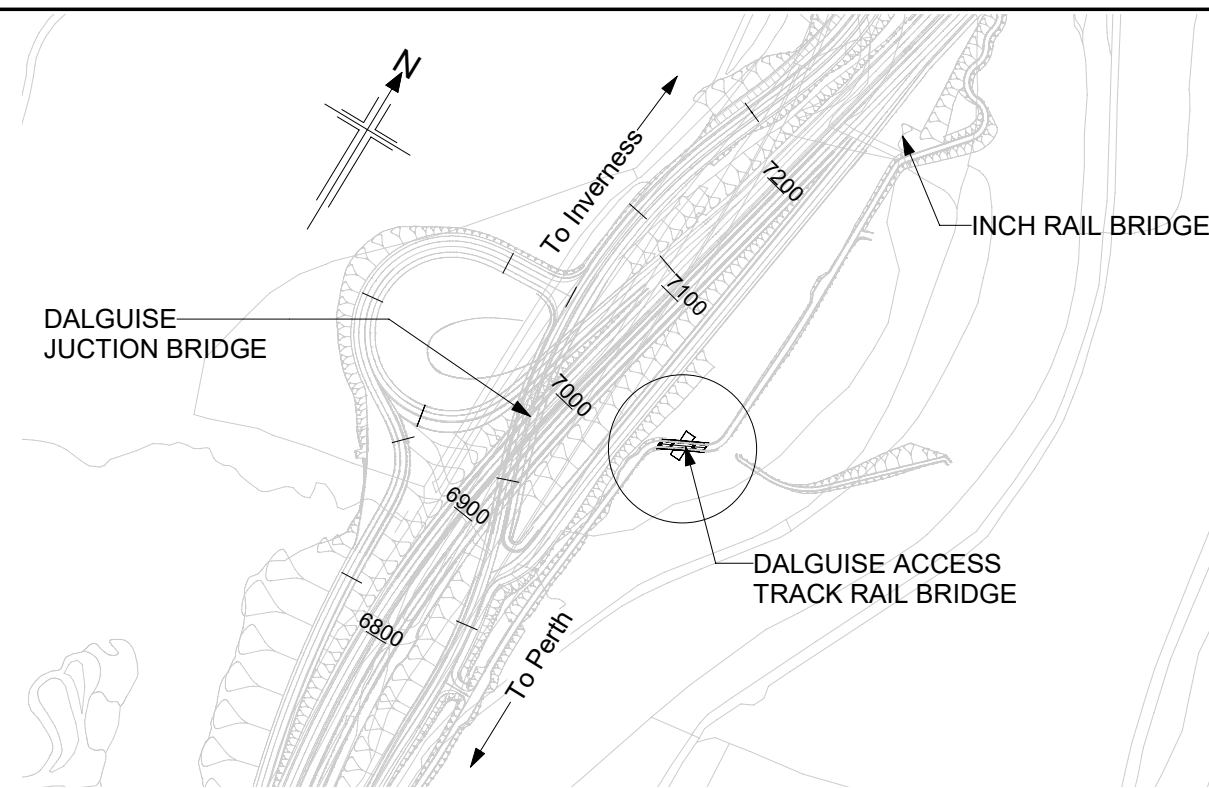 N
To Inverness
7200
INCH RAIL BRIDGE
7100
DALGUISE
JUCTION BRIDGE
7000
6900
DALGUISE ACCESS
TRACK RAIL BRIDGE
6800
To Perth